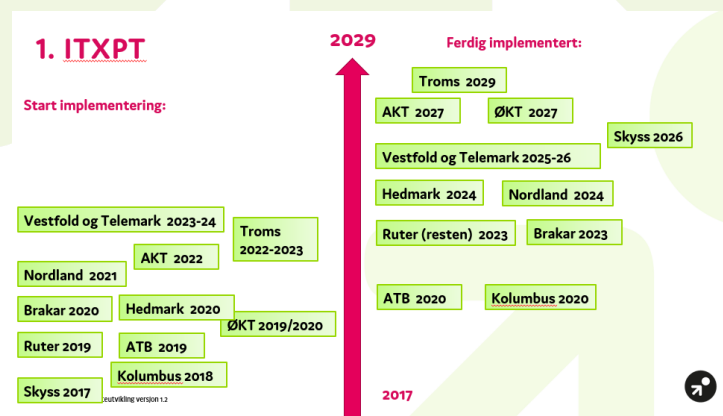 1. ITXPT
2029
Ferdig implementert:
Start implementering:
Troms 2029
AKT 2027
ØKT 2027
Skyss 2026
Vestfold og Telemark 2025-26
Hedmark 2024
Nordland 2024
Ruter (resten) 2023
Brakar 2023
ATB 2020
Kolumbus 2020
Vestfold og Telemark 2023-24
Troms
2022-2023
AKT 2022
Nordland 2021
Brakar 2020
Hedmark 2020
ØKT 2019/2020
Ruter 2019
ATB 2019
Kolumbus 2018
Skyss 2017
teutvikling versjon 1.2
2017